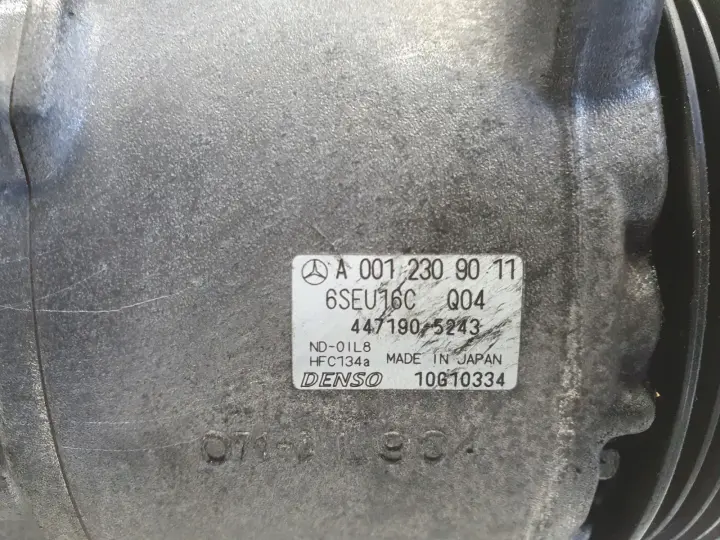 A 001 230 90 11
6SEU16C Q04
447190-5243
ND-OIL8
HFC134a MADE IN JAPAN
DENSO 10G10334